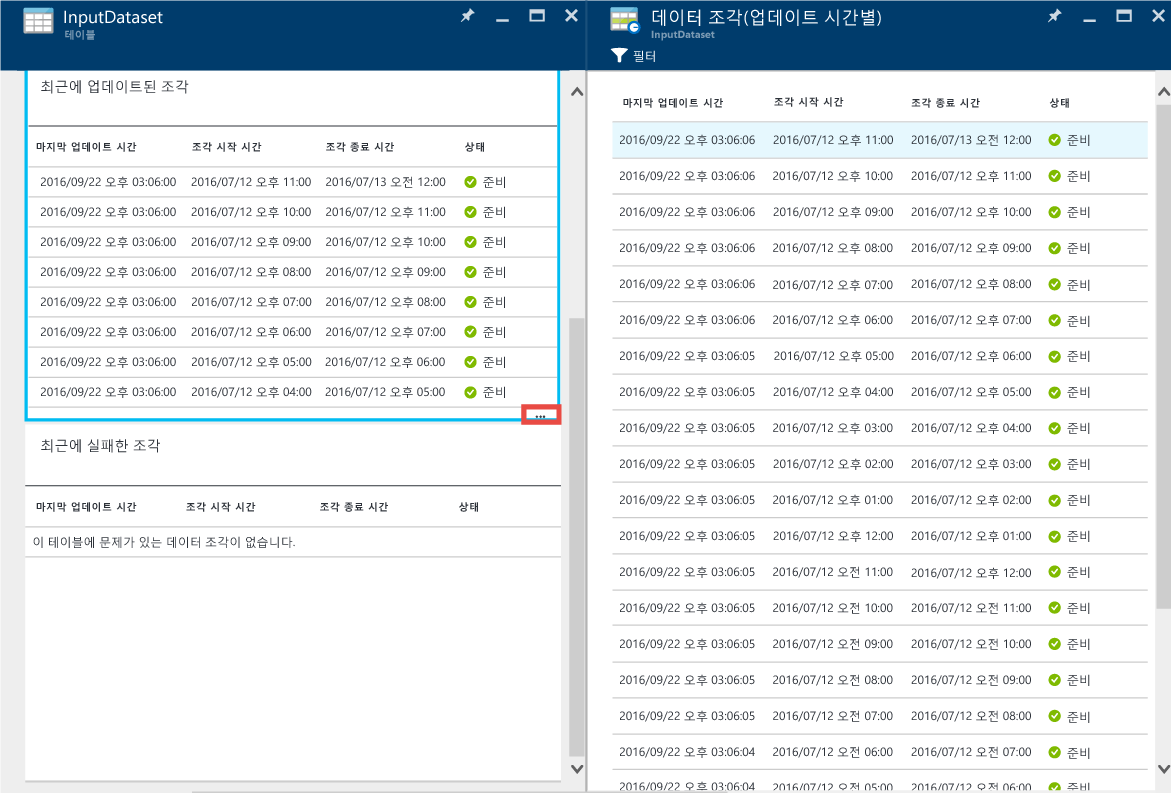 InputDataset
테이블
최근에 업데이트된 조각
마지막 업데이트 시간 조각 시작 시간 조각 종료 시간 상태
2016/09/22 오후 03:06:00 2016/07/12 오후 11:00 2016/07/13 오전 12:00 준비
2016/09/22 오후 03:06:00 2016/07/12 오후 10:00 2016/07/12 오후 11:00 준비
2016/09/22 오후 03:06:00 2016/07/12 오후 09:00 2016/07/12 오후 10:00 준비
2016/09/22 오후 03:06:00 2016/07/12 오후 08:00 2016/07/12 오후 09:00 준비
2016/09/22 오후 03:06:00 2016/07/12 오후 07:00 2016/07/12 오후 08:00 준비
2016/09/22 오후 03:06:00 2016/07/12 오후 06:00 2016/07/12 오후 07:00 준비
2016/09/22 오후 03:06:00 2016/07/12 오후 05:00 2016/07/12 오후 06:00 준비
2016/09/22 오후 03:06:00 2016/07/12 오후 04:00 2016/07/12 오후 05:00 준비
...
최근에 실패한 조각
마지막 업데이트 시간 조각 시작 시간 조각 종료 시간 상태
이 테이블에 문제가 있는 데이터 조각이 없습니다.
데이터 조각(업데이트 시간별)
InputDataset
필터
마지막 업데이트 시간 조각 시작 시간 조각 종료 시간 상태
2016/09/22 오후 03:06:06 2016/07/12 오후 11:00 2016/07/13 오전 12:00 준비
2016/09/22 오후 03:06:06 2016/07/12 오후 10:00 2016/07/12 오후 11:00 준비
2016/09/22 오후 03:06:06 2016/07/12 오후 09:00 2016/07/12 오후 10:00 준비
2016/09/22 오후 03:06:06 2016/07/12 오후 08:00 2016/07/12 오후 09:00 준비
2016/09/22 오후 03:06:06 2016/07/12 오후 07:00 2016/07/12 오후 08:00 준비
2016/09/22 오후 03:06:06 2016/07/12 오후 06:00 2016/07/12 오후 07:00 준비
2016/09/22 오후 03:06:05 2016/07/12 오후 05:00 2016/07/12 오후 06:00 준비
2016/09/22 오후 03:06:05 2016/07/12 오후 04:00 2016/07/12 오후 05:00 준비
2016/09/22 오후 03:06:05 2016/07/12 오후 03:00 2016/07/12 오후 04:00 준비
2016/09/22 오후 03:06:05 2016/07/12 오후 02:00 2016/07/12 오후 03:00 준비
2016/09/22 오후 03:06:05 2016/07/12 오후 01:00 2016/07/12 오후 02:00 준비
2016/09/22 오후 03:06:05 2016/07/12 오후 12:00 2016/07/12 오후 01:00 준비
2016/09/22 오후 03:06:05 2016/07/12 오전 11:00 2016/07/12 오후 12:00 준비
2016/09/22 오후 03:06:05 2016/07/12 오전 10:00 2016/07/12 오전 11:00 준비
2016/09/22 오후 03:06:05 2016/07/12 오전 09:00 2016/07/12 오전 10:00 준비
2016/09/22 오후 03:06:05 2016/07/12 오전 08:00 2016/07/12 오전 09:00 준비
2016/09/22 오후 03:06:05 2016/07/12 오전 07:00 2016/07/12 오전 08:00 준비
2016/09/22 오후 03:06:04 2016/07/12 오전 06:00 2016/07/12 오전 07:00 준비
2016/09/22 오후 03:06:04 2016/07/12 오전 05:00 2016/07/12 오전 06:00 준비